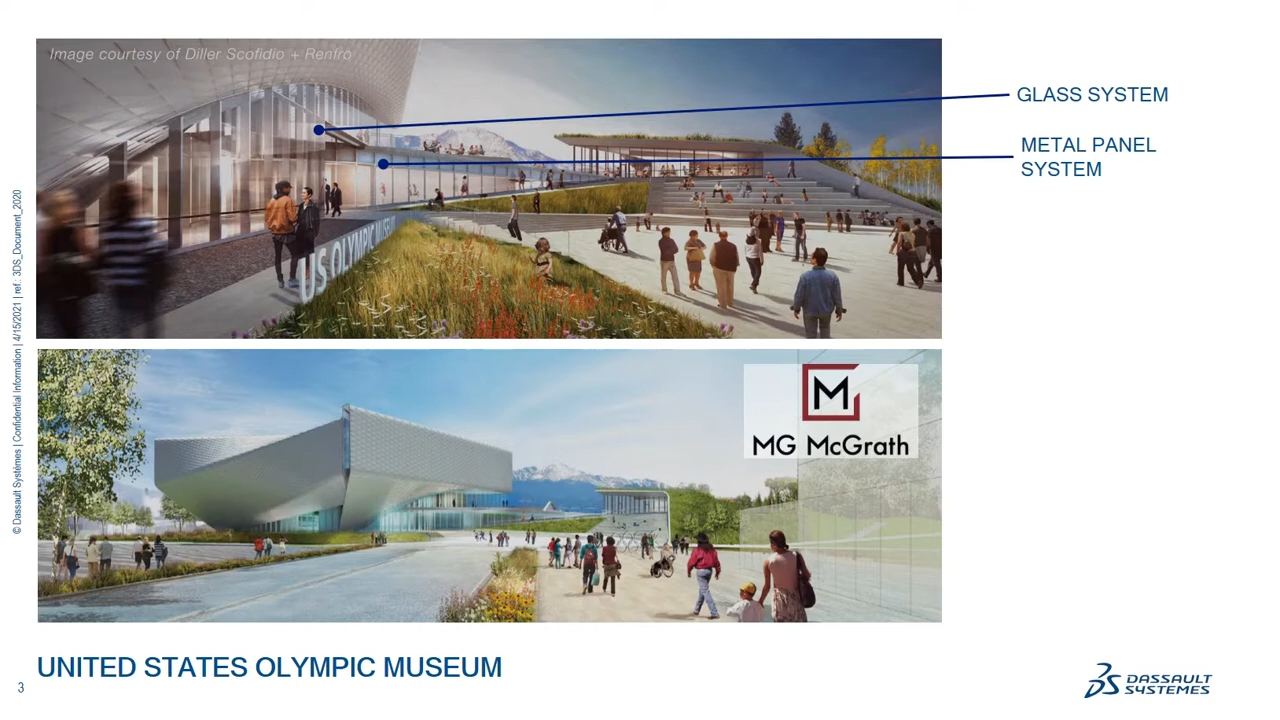 Image courtesy of Diller Scofidio + Renfro
GLASS SYSTEM
METAL PANEL
SYSTEM
US OLYMPIC MUSEUM
© Dassault Systèmes | Confidential Information | 4/15/2021 | ref.: 3DS_Document_2020
M
MG McGrath
UNITED STATES OLYMPIC MUSEUM
3
DASSAULT
SYSTEMES